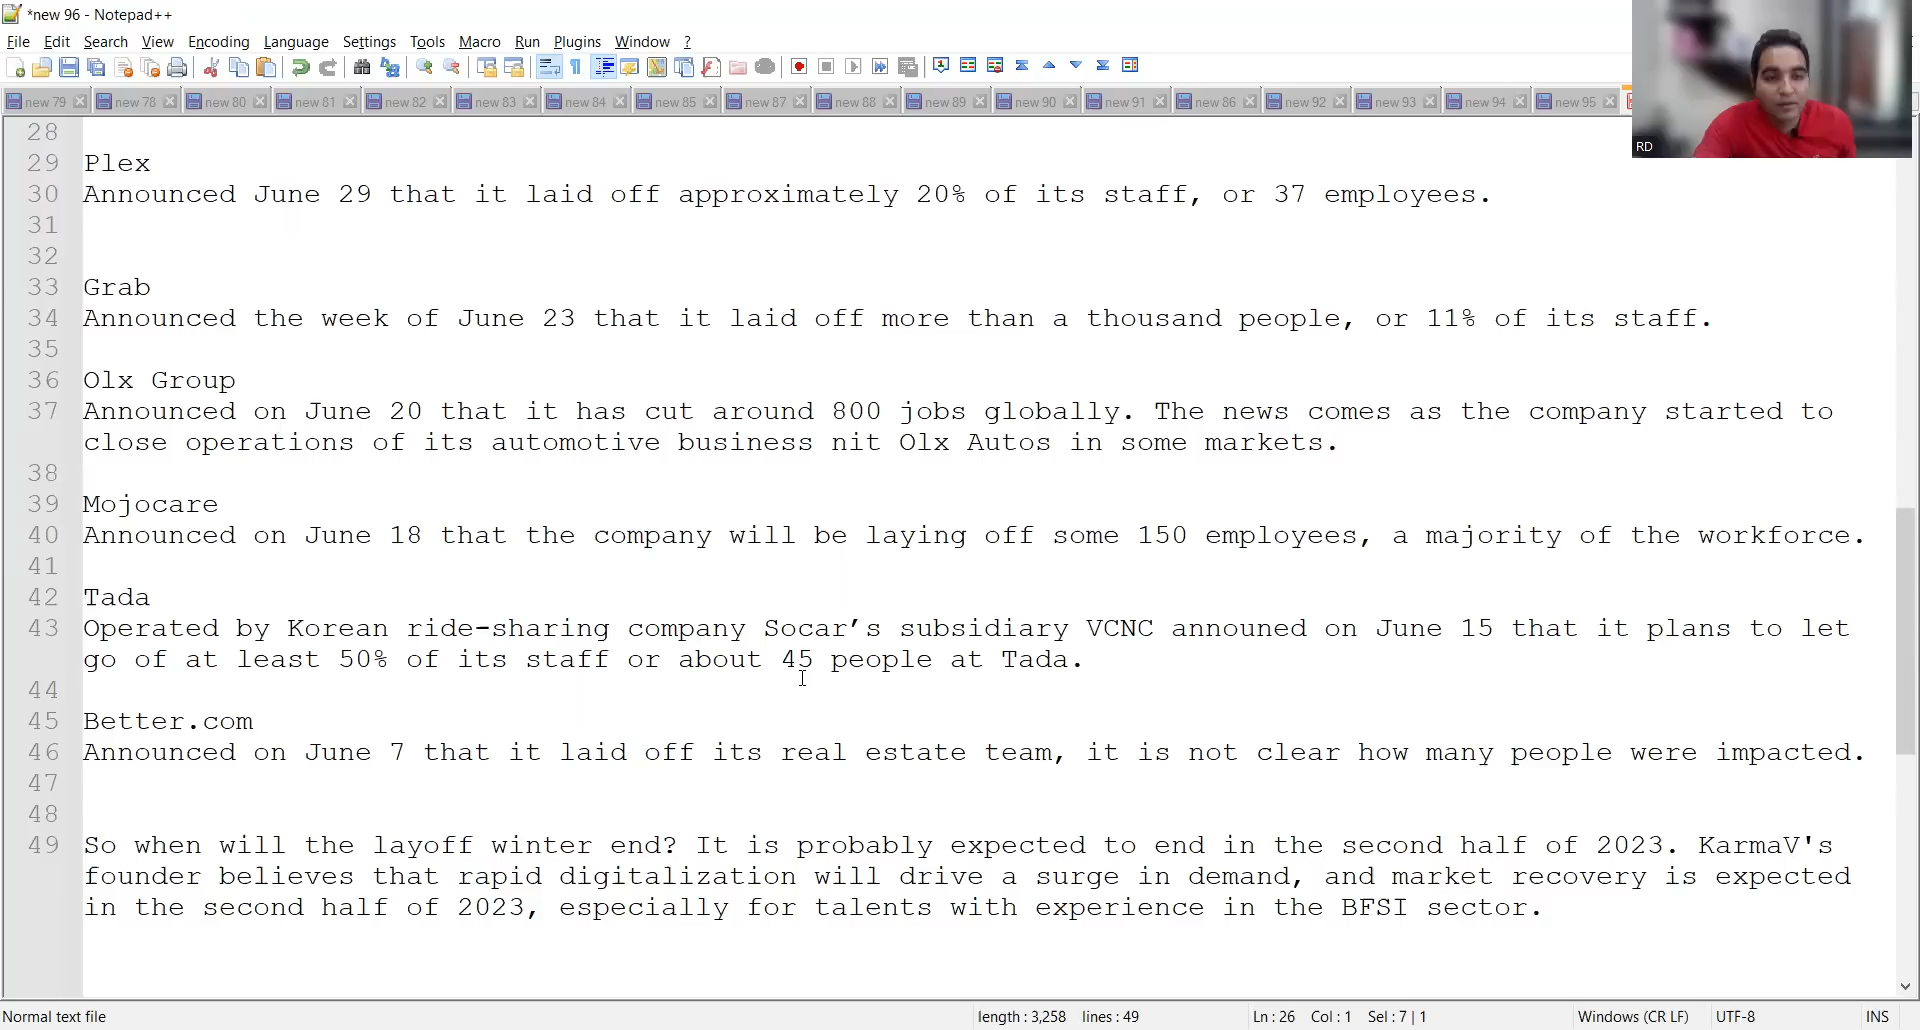 *new 96 - Notepad++
File Edit Search View Encoding Language Settings Tools Macro Run Plugins Window ?
new 79 new 78 new 80 new 81 new 82 new 83 new 84 new 85 new 87 new 88 new 89 new 90 new 91 new 86 new 92 new 93 new 94 new 95
RD
28
29 Plex
30 Announced June 29 that it laid off approximately 20% of its staff, or 37 employees.
31
32
33 Grab
34 Announced the week of June 23 that it laid off more than a thousand people, or 11% of its staff.
35
36 Olx Group
37 Announced on June 20 that it has cut around 800 jobs globally. The news comes as the company started to
close operations of its automotive business nit Olx Autos in some markets.
38
39 Mojocare
40 Announced on June 18 that the company will be laying off some 150 employees, a majority of the workforce.
41
42 Tada
43 Operated by Korean ride-sharing company Socar’s subsidiary VCNC announed on June 15 that it plans to let
go of at least 50% of its staff or about 45 people at Tada.
44
45 Better.com
46 Announced on June 7 that it laid off its real estate team, it is not clear how many people were impacted.
47
48
49 So when will the layoff winter end? It is probably expected to end in the second half of 2023. KarmaV's
founder believes that rapid digitalization will drive a surge in demand, and market recovery is expected
in the second half of 2023, especially for talents with experience in the BFSI sector.
Normal text file length : 3,258 lines : 49 Ln : 26 Col : 1 Sel : 7 | 1 Windows (CR LF) UTF-8 INS